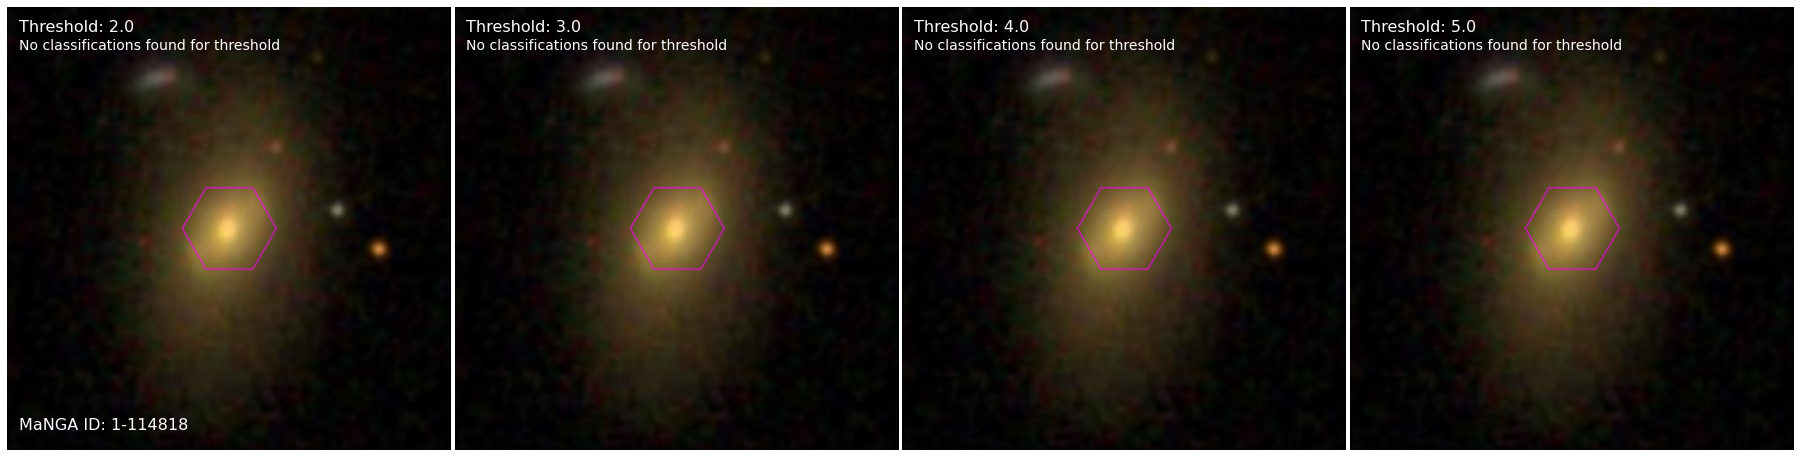 Threshold: 2.0
No classifications found for threshold
MaNGA ID: 1-114818
Threshold: 3.0
No classifications found for threshold
Threshold: 4.0
No classifications found for threshold
Threshold: 5.0
No classifications found for threshold